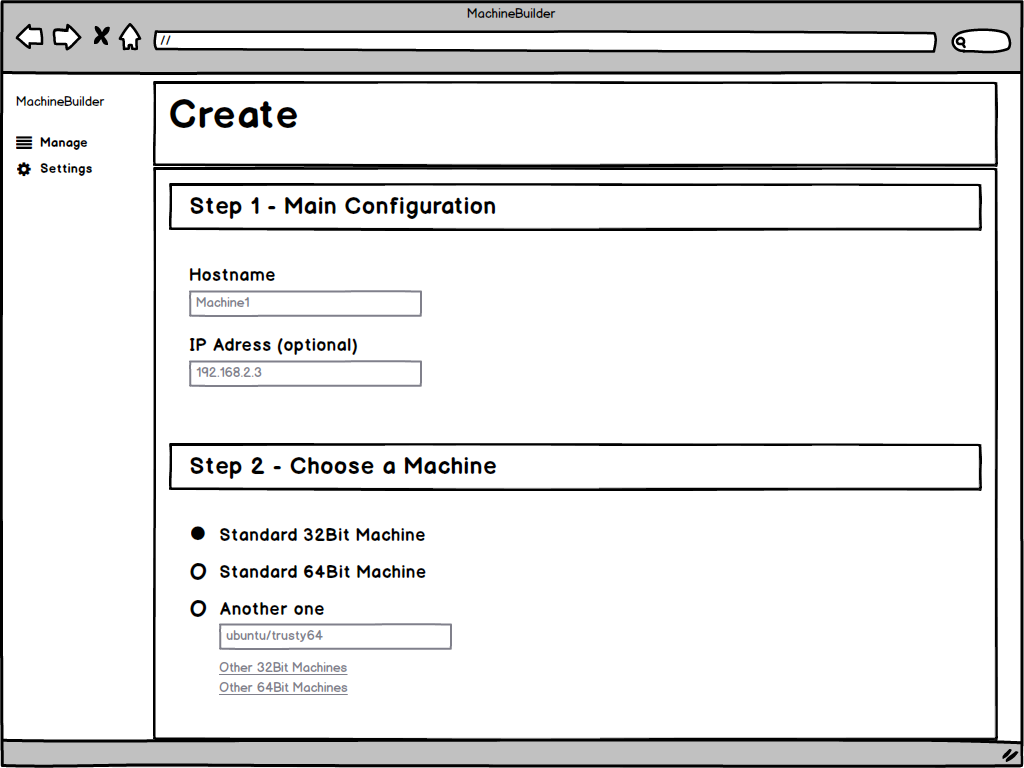 MachineBuilder
//
MachineBuilder
Manage
Settings
Create
Step 1 - Main Configuration
Hostname
Machine1
IP Adress (optional)
192.168.2.3
Step 2 - Choose a Machine
Standard 32Bit Machine
Standard 64Bit Machine
Another one
ubuntu/trusty64
Other 32Bit Machines
Other 64Bit Machines